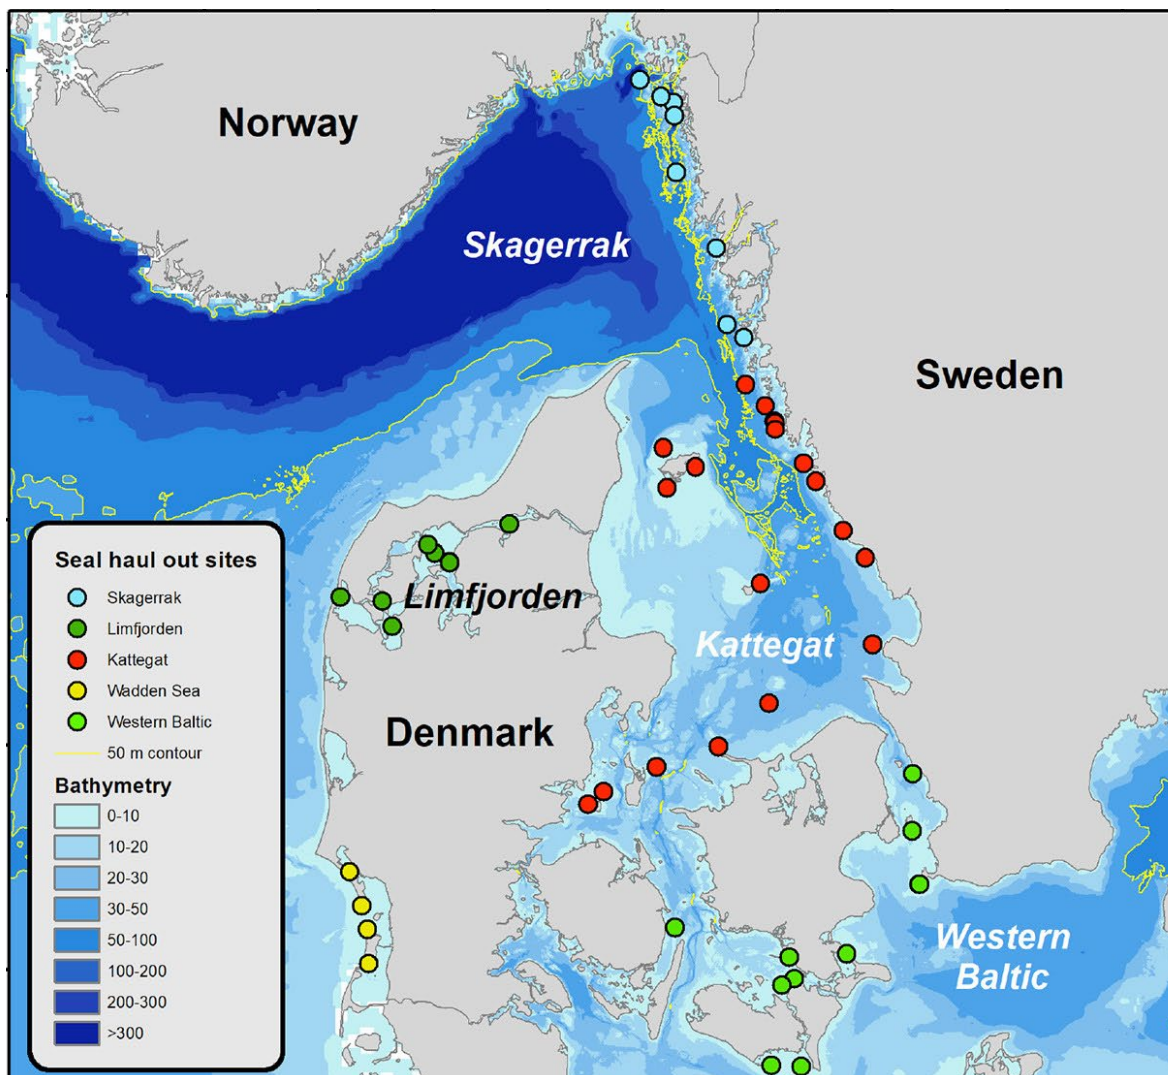 Norway
Skagerrak
Sweden
Limfjorden
Kattegat
Denmark
Western
Baltic
Seal haul out sites
Skagerrak
Limfjorden
Kattegat
Wadden Sea
Western Baltic
50 m contour
Bathymetry
0-10
10-20
20-30
30-50
50-100
100-200
200-300
>300